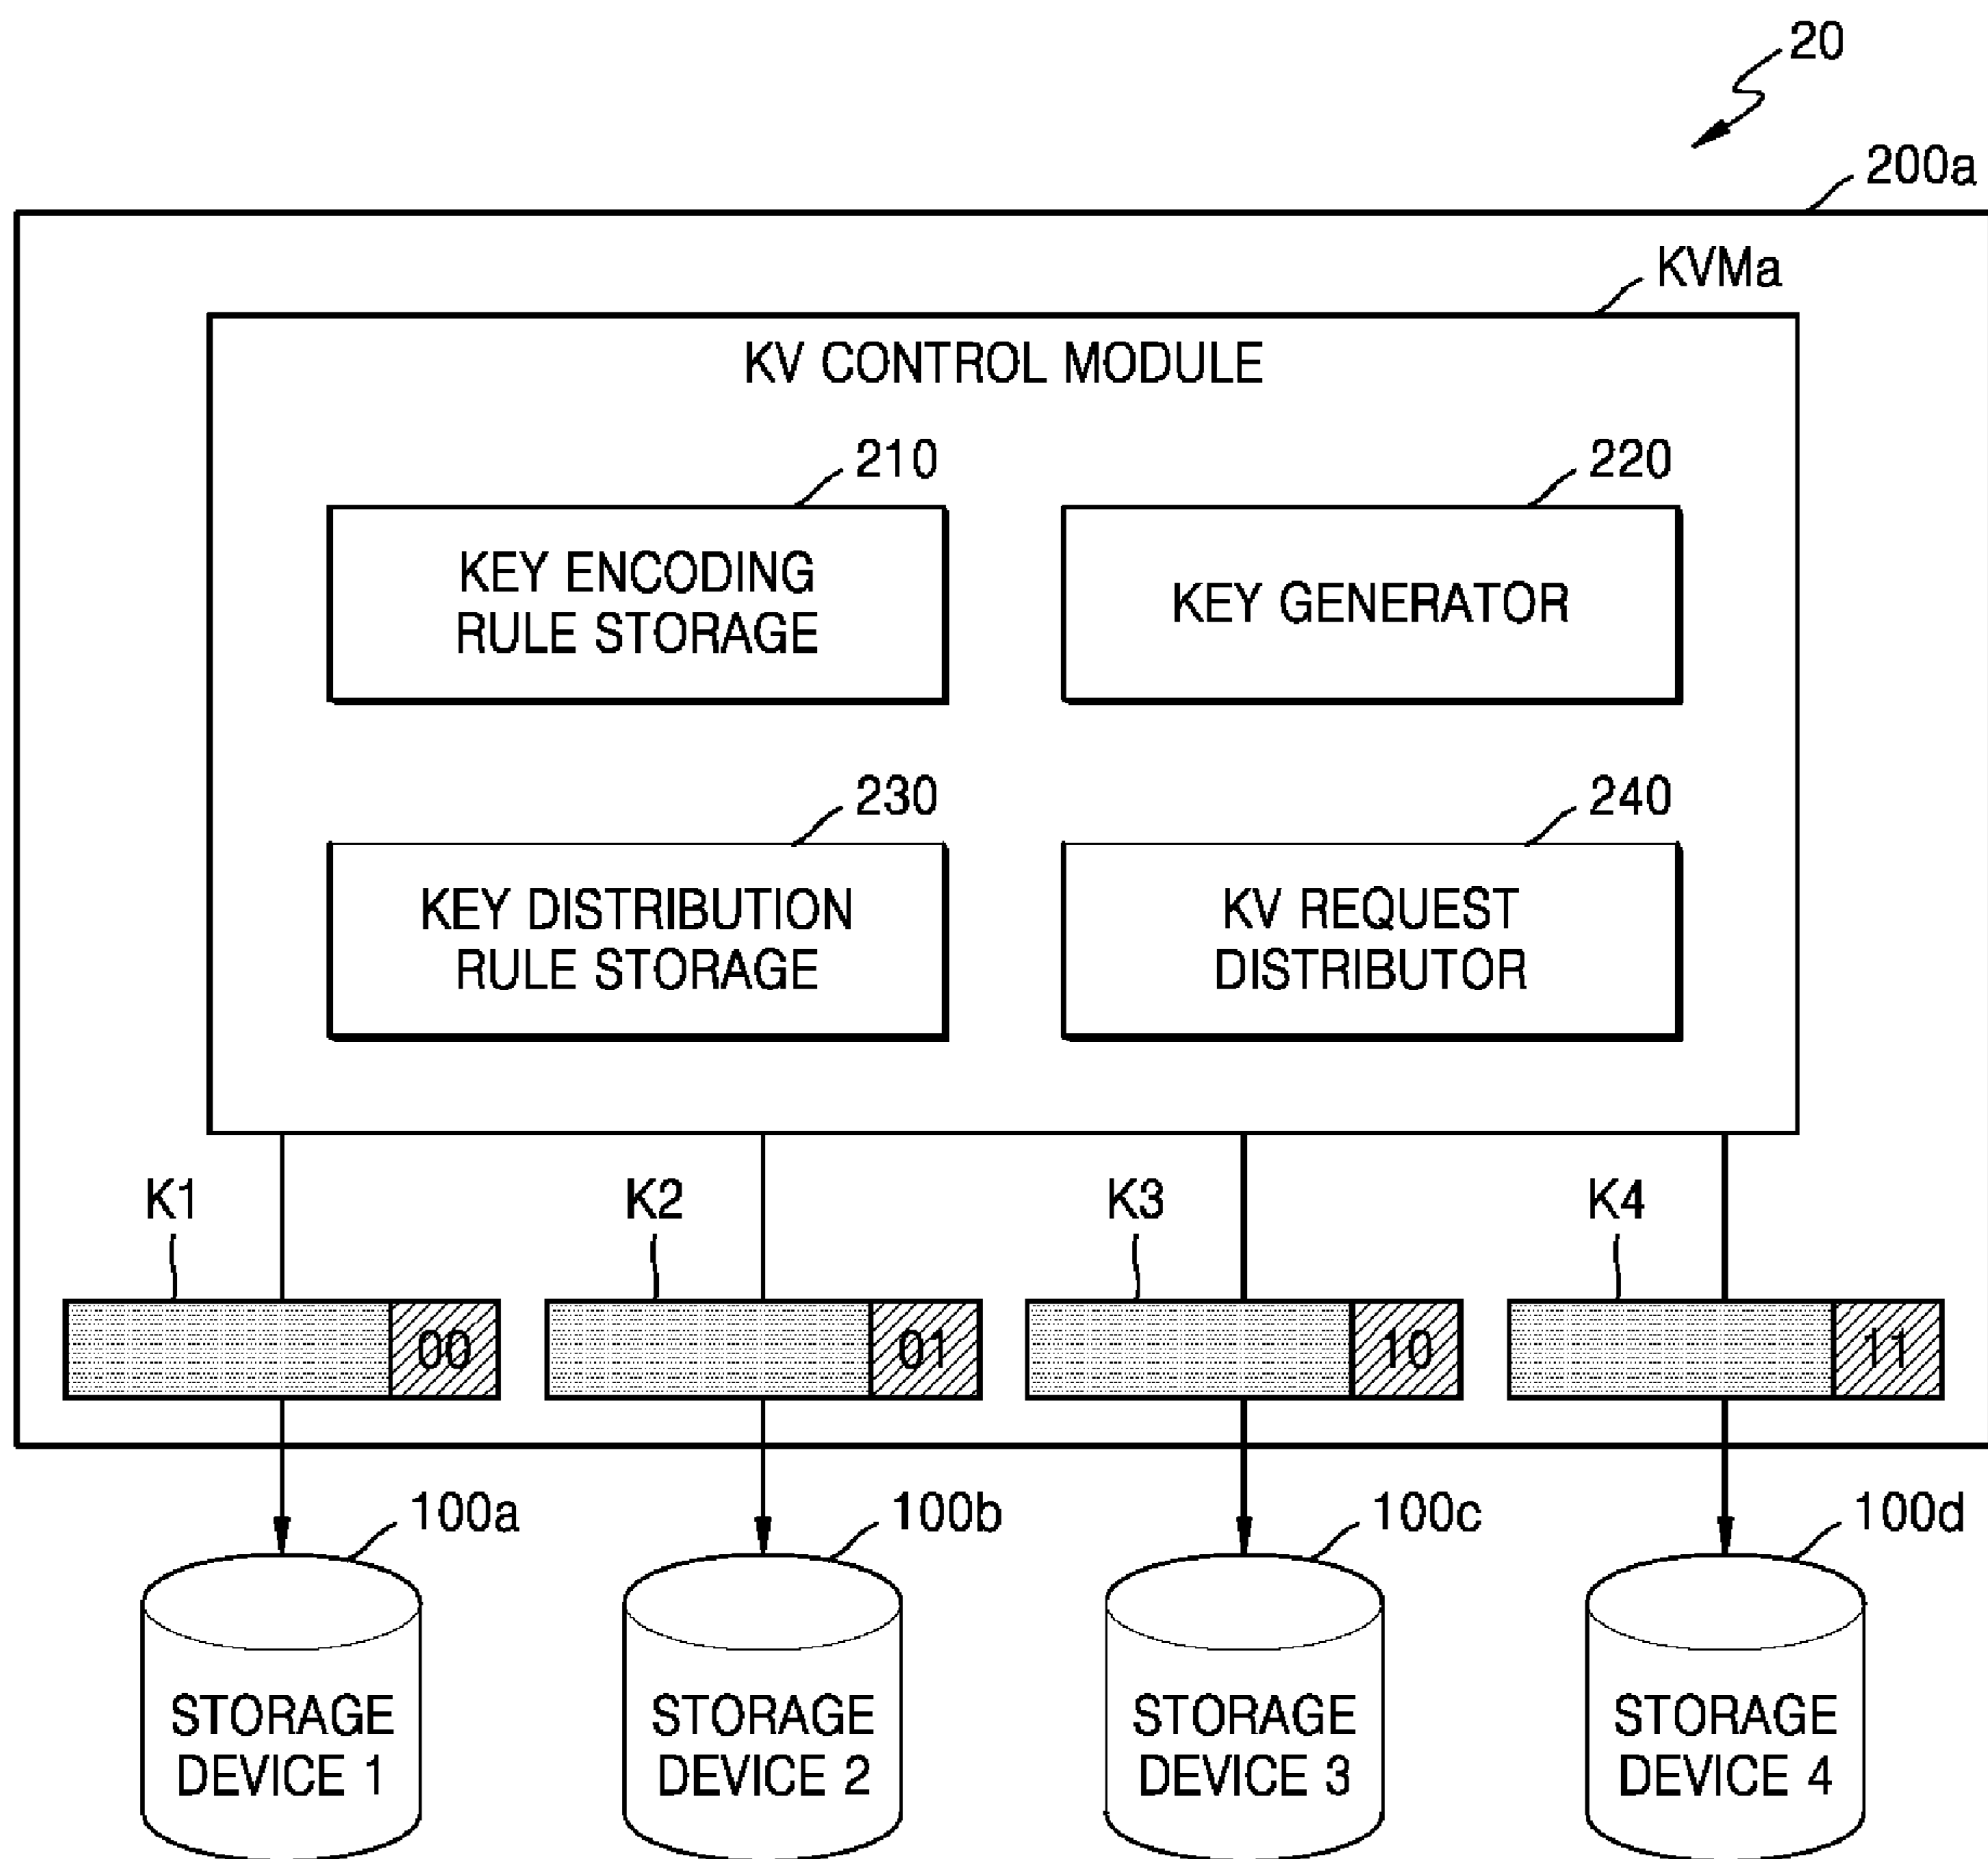 20
200a
KVMa
KV CONTROL MODULE
210
220
KEY ENCODING
RULE STORAGE
KEY GENERATOR
230
240
KEY DISTRIBUTION
RULE STORAGE
KV REQUEST
DISTRIBUTOR
K1
K2
K3
K4
00
01
10
11
100a
100b
100c
100d
STORAGE
DEVICE 1
STORAGE
DEVICE 2
STORAGE
DEVICE 3
STORAGE
DEVICE 4